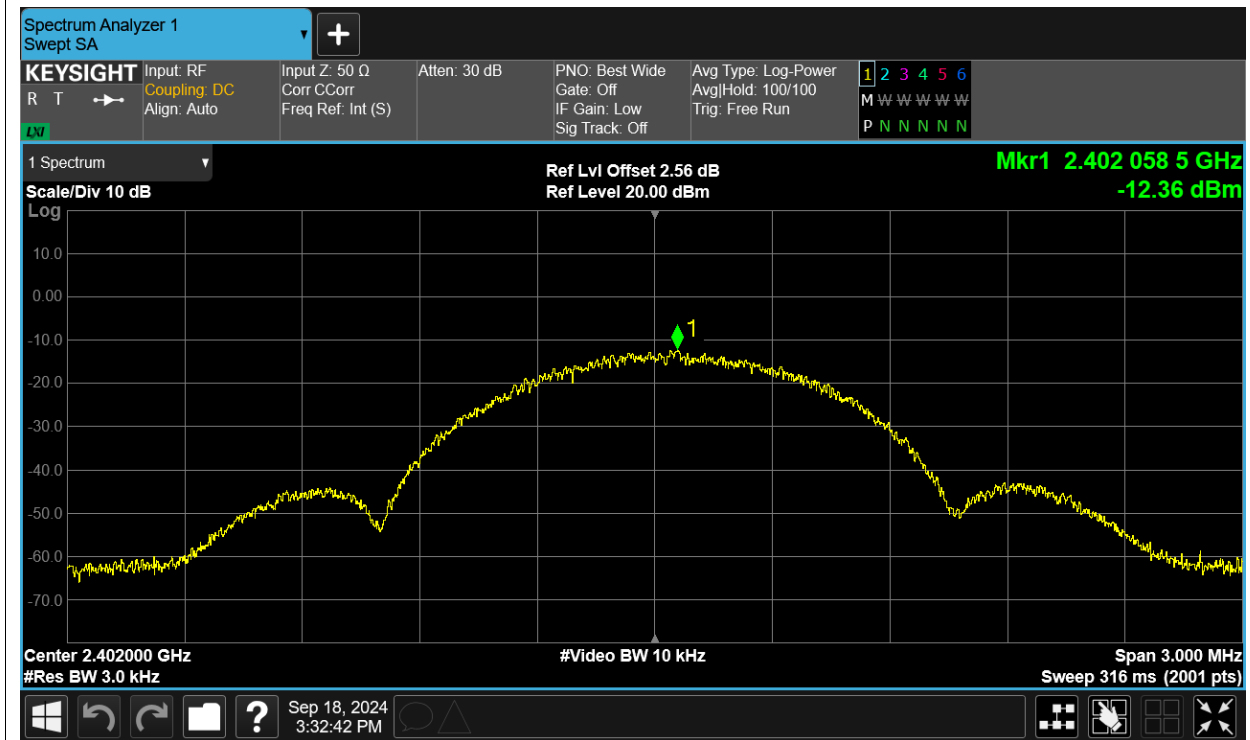 Spectrum Analyzer 1
Swept SA
KEYSIGHT
R T
LXI
Input: RF
Coupling: DC
Align: Auto
Input Z: 50 Ω
Corr CCorr
Freq Ref: Int (S)
Atten: 30 dB
PNO: Best Wide
Gate: Off
IF Gain: Low
Sig Track: Off
Avg Type: Log-Power
Avg|Hold: 100/100
Trig: Free Run
1 2 3 4 5 6
M W W W W W
P N N N N N
1 Spectrum
Scale/Div 10 dB
Log
Ref Lvl Offset 2.56 dB
Ref Level 20.00 dBm
Mkr1 2.402 058 5 GHz
-12.36 dBm
10.0
0.00
-10.0
-20.0
-30.0
-40.0
-50.0
-60.0
-70.0
1
Center 2.402000 GHz
#Res BW 3.0 kHz
#Video BW 10 kHz
Span 3.000 MHz
Sweep 316 ms (2001 pts)
?
Sep 18, 2024
3:32:42 PM